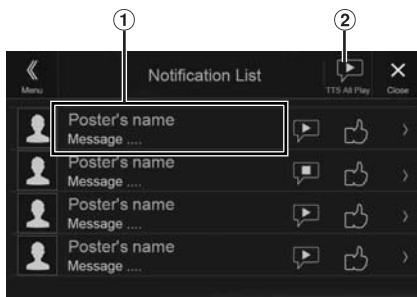 1
2
Notification List
Menu
TTS All Play
Close
Poster's name
Message ....
Poster's name
Message ....
Poster's name
Message ....
Poster's name
Message ....